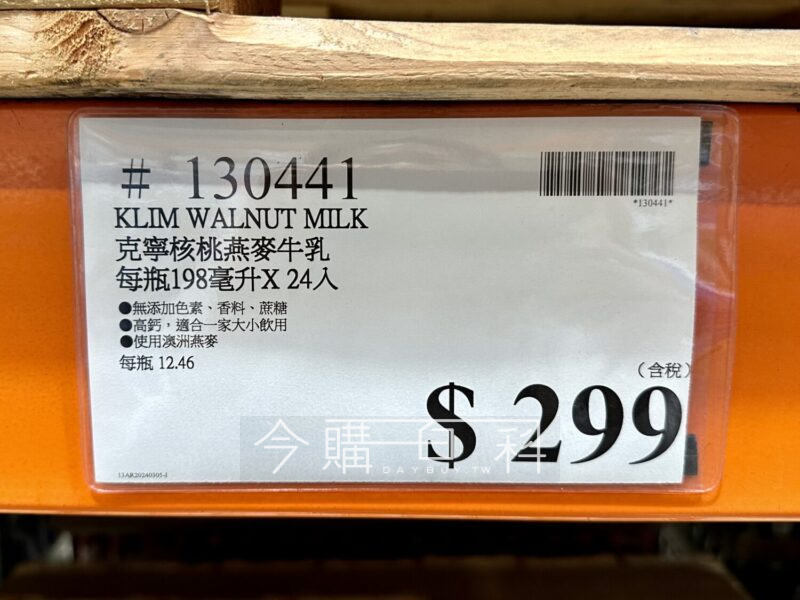 # 130441
*130441*
KLIM WALNUT MILK
克寧核桃燕麥牛乳
每瓶198毫升X 24入
●無添加色素、香料、蔗糖
●高鈣，適合一家大小飲用
●使用澳洲燕麥
每瓶 12.46
（含稅）
$ 299
今購百科
DAYBUY.TW
13AR20240305-J